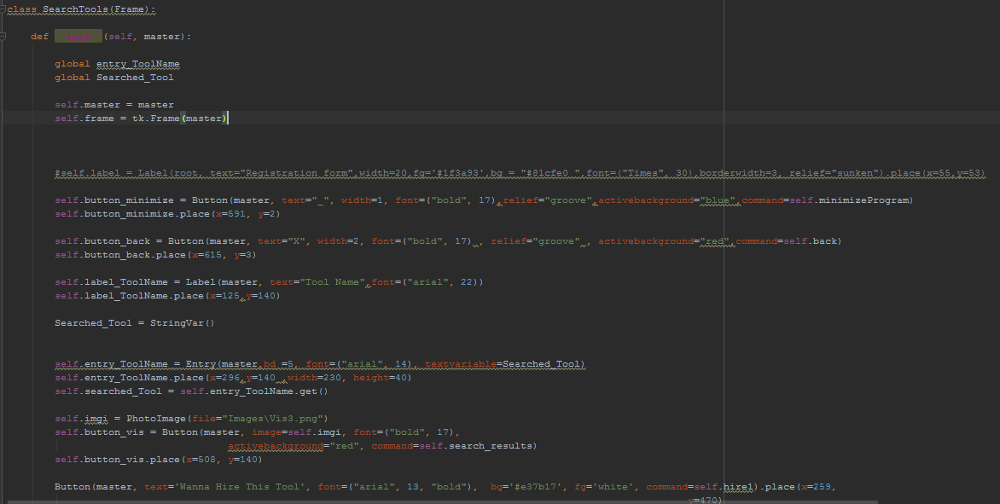 class SearchTools(Frame):
def __init__(self, master):
global entry_ToolName
global Searched_Tool
self.master = master
self.frame = tk.Frame(master)
#self.label = Label(root, text="Registration form",width=20,fg='#1f3a93',bg = "#81cfe0 ",font=("Times", 30),borderwidth=3, relief="sunken").place(x=55,y=53)
self.button_minimize = Button(master, text="_", width=1, font=("bold", 17),relief="groove",activebackground="blue",command=self.minimizeProgram)
self.button_minimize.place(x=591, y=2)
self.button_back = Button(master, text="X", width=2, font=("bold", 17) , relief="groove" , activebackground="red",command=self.back)
self.button_back.place(x=615, y=3)
self.label_ToolName = Label(master, text="Tool Name",font=("arial", 22))
self.label_ToolName.place(x=125,y=140)
Searched_Tool = StringVar()
self.entry_ToolName = Entry(master,bd =5, font=("arial", 14), textvariable=Searched_Tool)
self.entry_ToolName.place(x=296,y=140 ,width=230, height=40)
self.searched_Tool = self.entry_ToolName.get()
self.imgi = PhotoImage(file="Images\Vis3.png")
self.button_vis = Button(master, image=self.imgi, font=("bold", 17),
activebackground="red", command=self.search_results)
self.button_vis.place(x=508, y=140)
Button(master, text='Wanna Hire This Tool', font=("arial", 13, "bold"),  bg='#e37b17', fg='white', command=self.hire1).place(x=259,
y=470)